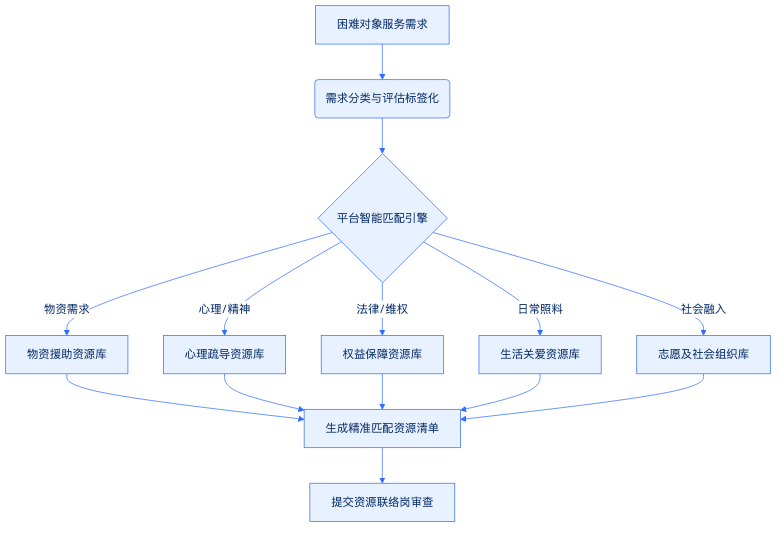 困难对象服务需求
需求分类与评估标签化
平台智能匹配引擎
物资需求
心理/精神
法律/维权
日常照料
社会融入
物资援助资源库
心理疏导资源库
权益保障资源库
生活关爱资源库
志愿及社会组织库
生成精准匹配资源清单
提交资源联络岗审查